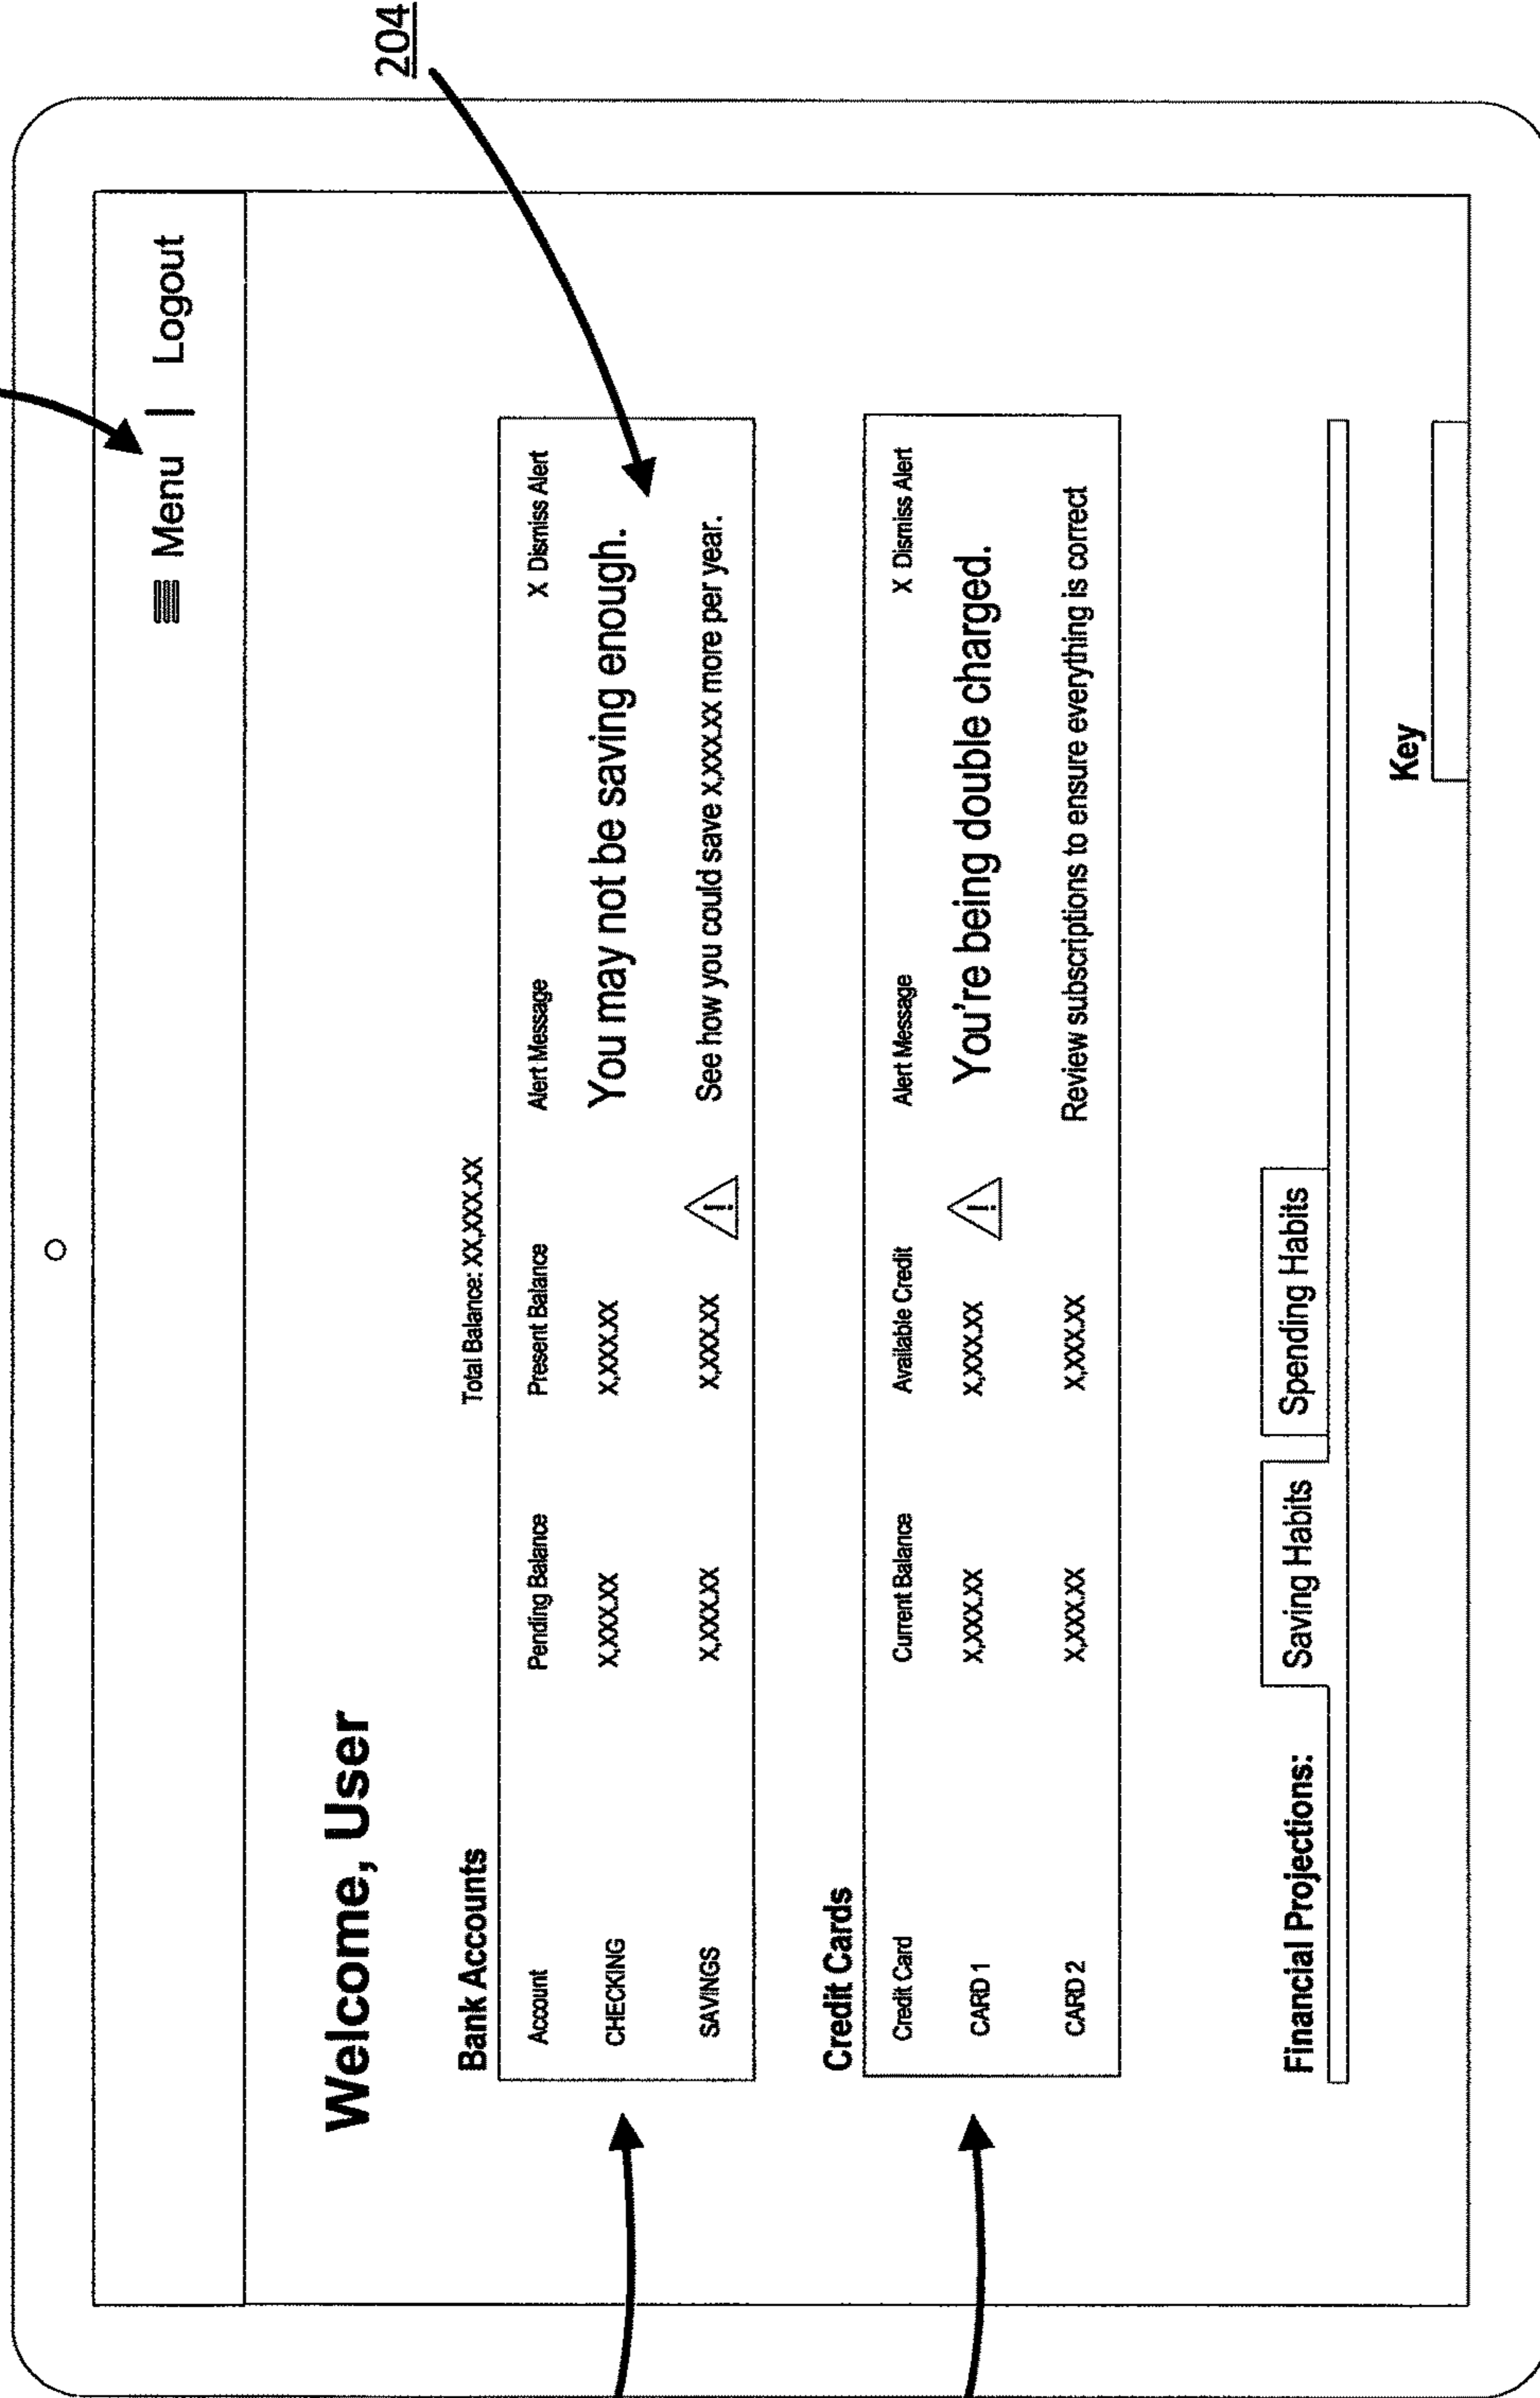 204
Menu | Logout
Welcome, User
Bank Accounts Total Balance: XX,XXX.XX
Account Pending Balance Present Balance Alert Message X Dismiss Alert
CHECKING X,XXX.XX X,XXX.XX You may not be saving enough.
SAVINGS X,XXX.XX X,XXX.XX ! See how you could save x,xxx.xx more per year.
Credit Cards
Credit Card Current Balance Available Credit Alert Message X Dismiss Alert
CARD 1 X,XXX.XX X,XXX.XX ! You're being double charged.
CARD 2 X,XXX.XX X,XXX.XX Review subscriptions to ensure everything is correct
Financial Projections: Saving Habits Spending Habits
Key